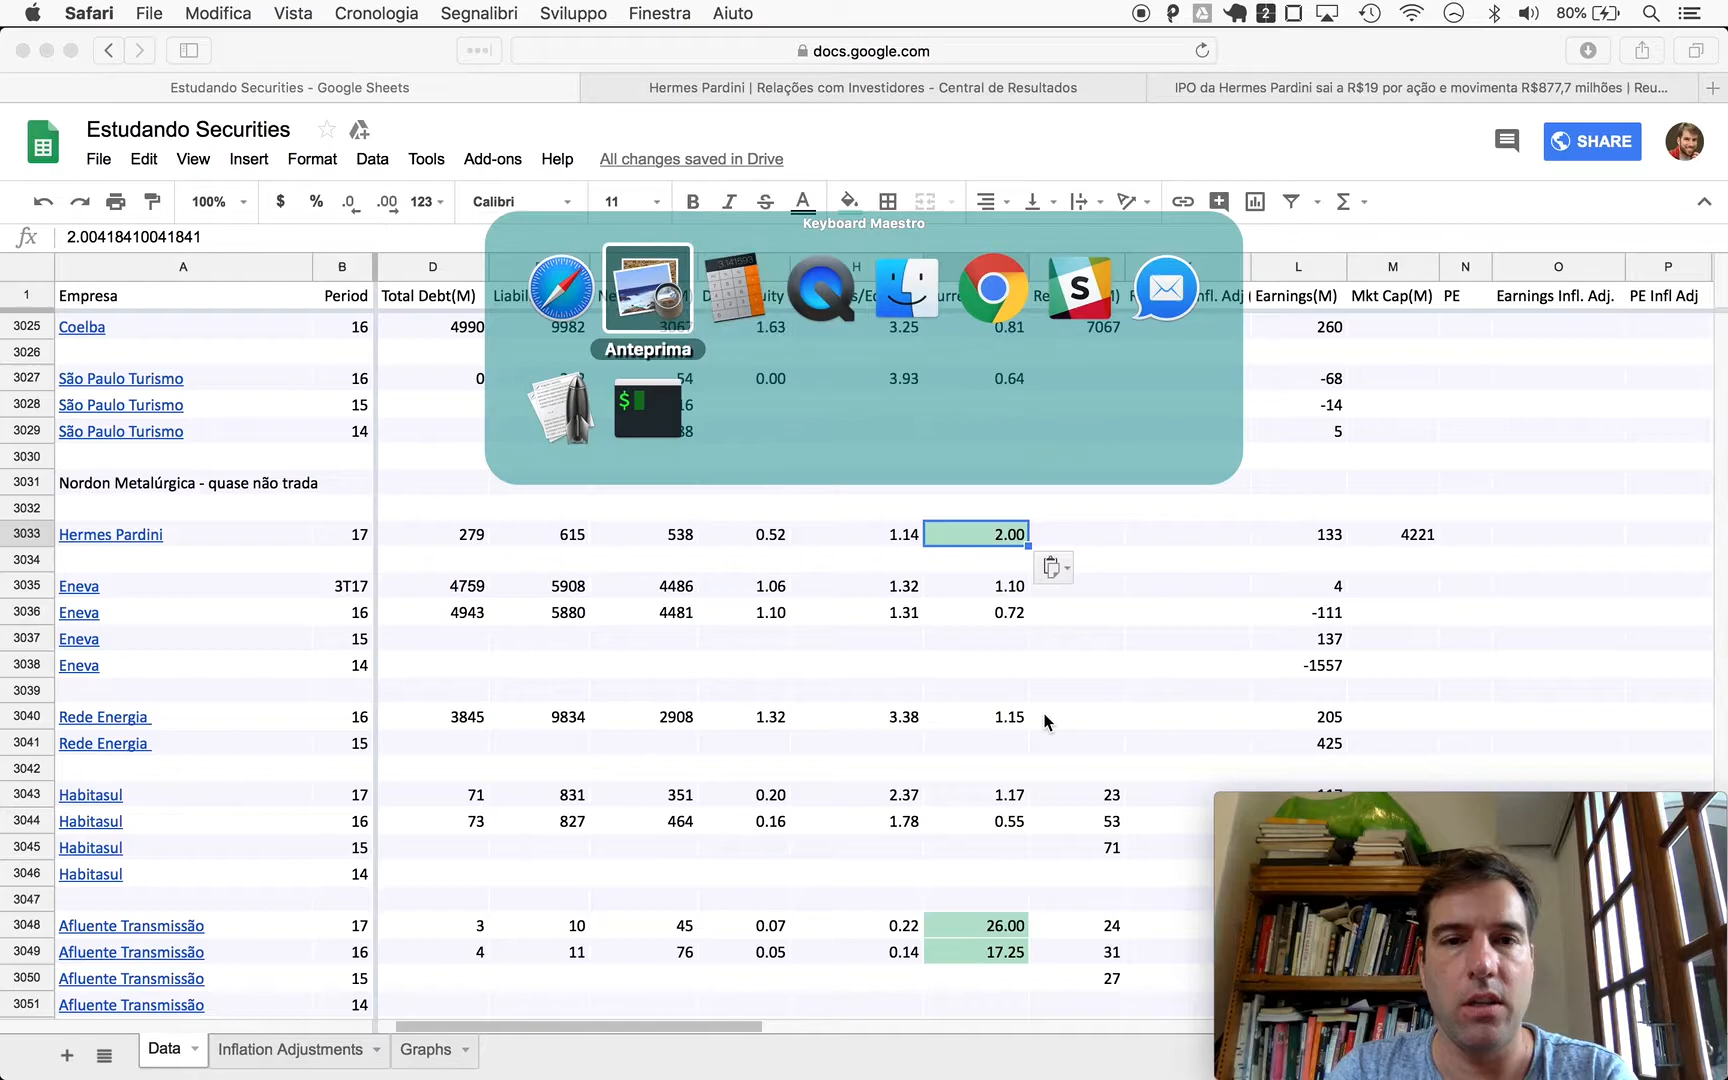 Safari File Modifica Vista Cronologia Segnalibri Sviluppo Finestra Aiuto 2 80%
docs.google.com
Estudando Securities - Google Sheets Hermes Pardini | Relações com Investidores - Central de Resultados IPO da Hermes Pardini sai a R$19 por ação e movimenta R$877,7 milhões | Reu...
Estudando Securities
SHARE
File Edit View Insert Format Data Tools Add-ons Help All changes saved in Drive
100% $ % .0 .00 123 Calibri 11 B I S A
fx 2.00418410041841
Keyboard Maestro
A B D H L M N O P
1 Empresa Period Total Debt(M) Earnings(M) Mkt Cap(M) PE Earnings Infl. Adj. PE Infl Adj
Anteprima
3025 Coelba 16 4990 9982 3067 1.63 3.25 0.81 7067 260
3026
3027 São Paulo Turismo 16 0 54 0.00 3.93 0.64 -68
3028 São Paulo Turismo 15 -14
3029 São Paulo Turismo 14 5
3030
3031 Nordon Metalúrgica - quase não trada
3032
3033 Hermes Pardini 17 279 615 538 0.52 1.14 2.00 133 4221
3034
3035 Eneva 3T17 4759 5908 4486 1.06 1.32 1.10 4
3036 Eneva 16 4943 5880 4481 1.10 1.31 0.72 -111
3037 Eneva 15 137
3038 Eneva 14 -1557
3039
3040 Rede Energia 16 3845 9834 2908 1.32 3.38 1.15 205
3041 Rede Energia 15 425
3042
3043 Habitasul 17 71 831 351 0.20 2.37 1.17 23
3044 Habitasul 16 73 827 464 0.16 1.78 0.55 53
3045 Habitasul 15 71
3046 Habitasul 14
3047
3048 Afluente Transmissão 17 3 10 45 0.07 0.22 26.00 24
3049 Afluente Transmissão 16 4 11 76 0.05 0.14 17.25 31
3050 Afluente Transmissão 15 27
3051 Afluente Transmissão 14
Data Inflation Adjustments Graphs